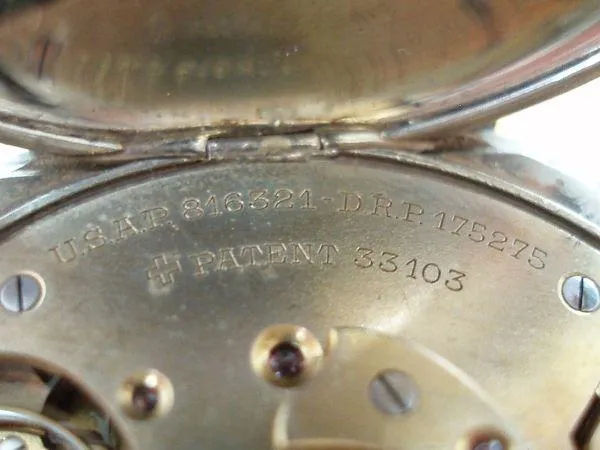 U.S.A.P. 816321-D.R.P. 175275
✚ PATENT 33103